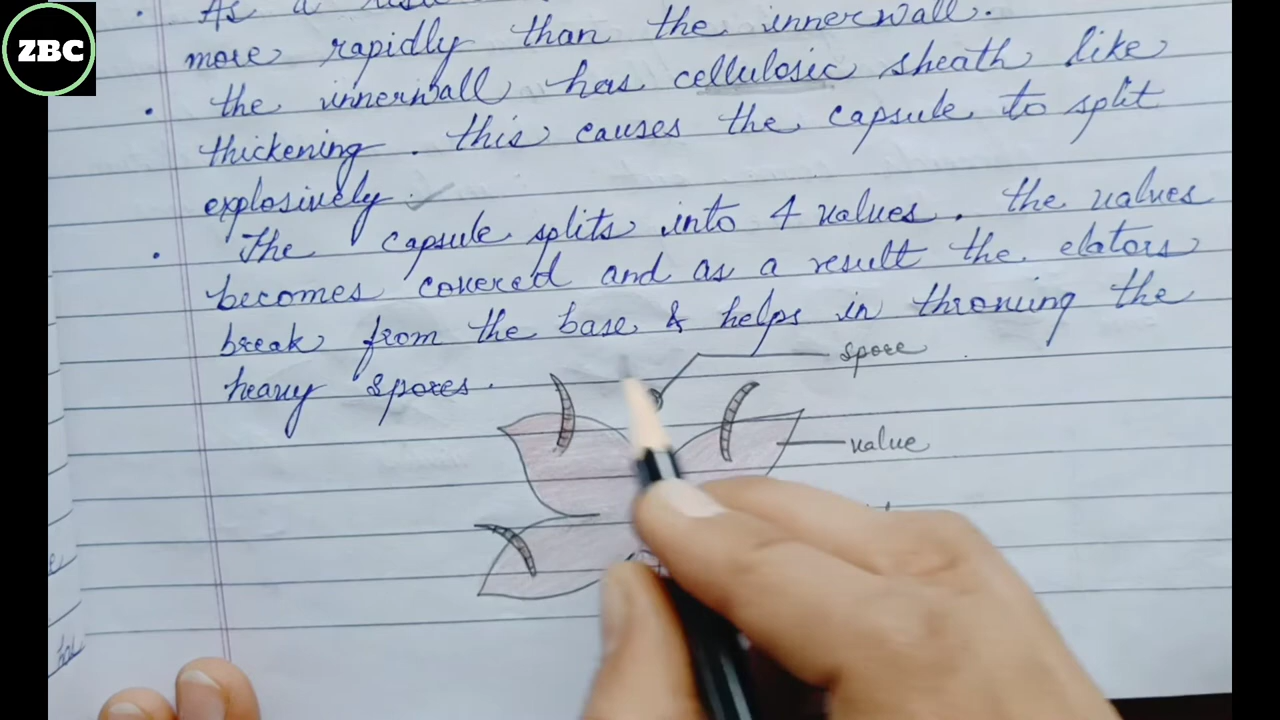 ZBC
As a
more rapidly than the innerwall.
the innerwall has cellulosic sheath like
thickening. this causes the capsule to split
explosively.
The capsule splits into 4 values. the values
becomes covered and as a result the elators
break from the base & helps in throwing the
heavy spores.
spore
value